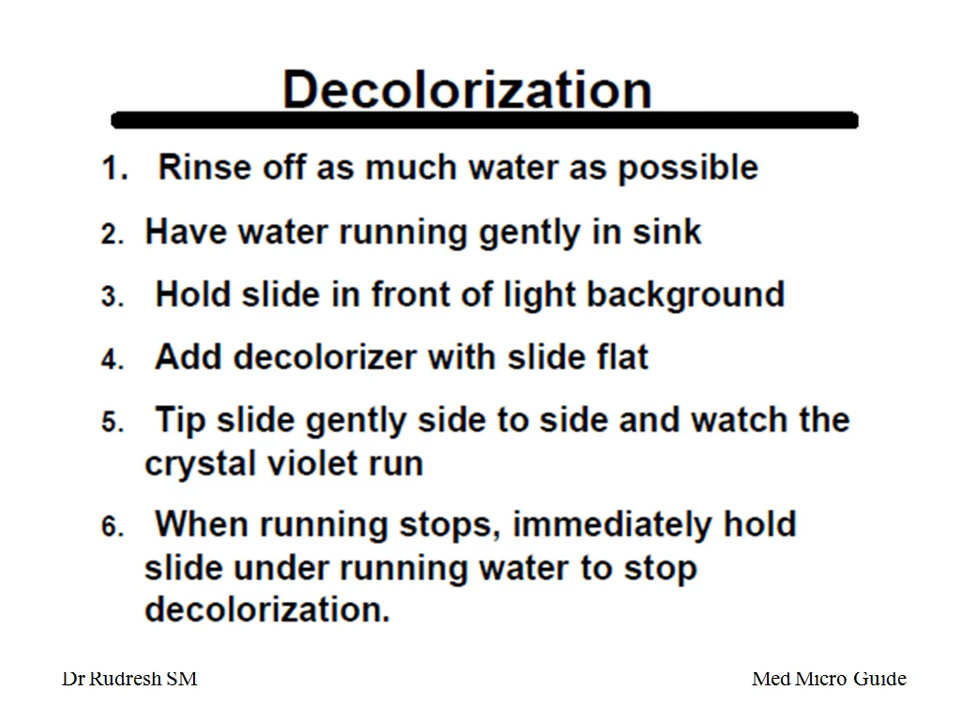 Decolorization
1. Rinse off as much water as possible
2. Have water running gently in sink
3. Hold slide in front of light background
4. Add decolorizer with slide flat
5. Tip slide gently side to side and watch the
crystal violet run
6. When running stops, immediately hold
slide under running water to stop
decolorization.
Dr Rudresh SM
Med Micro Guide